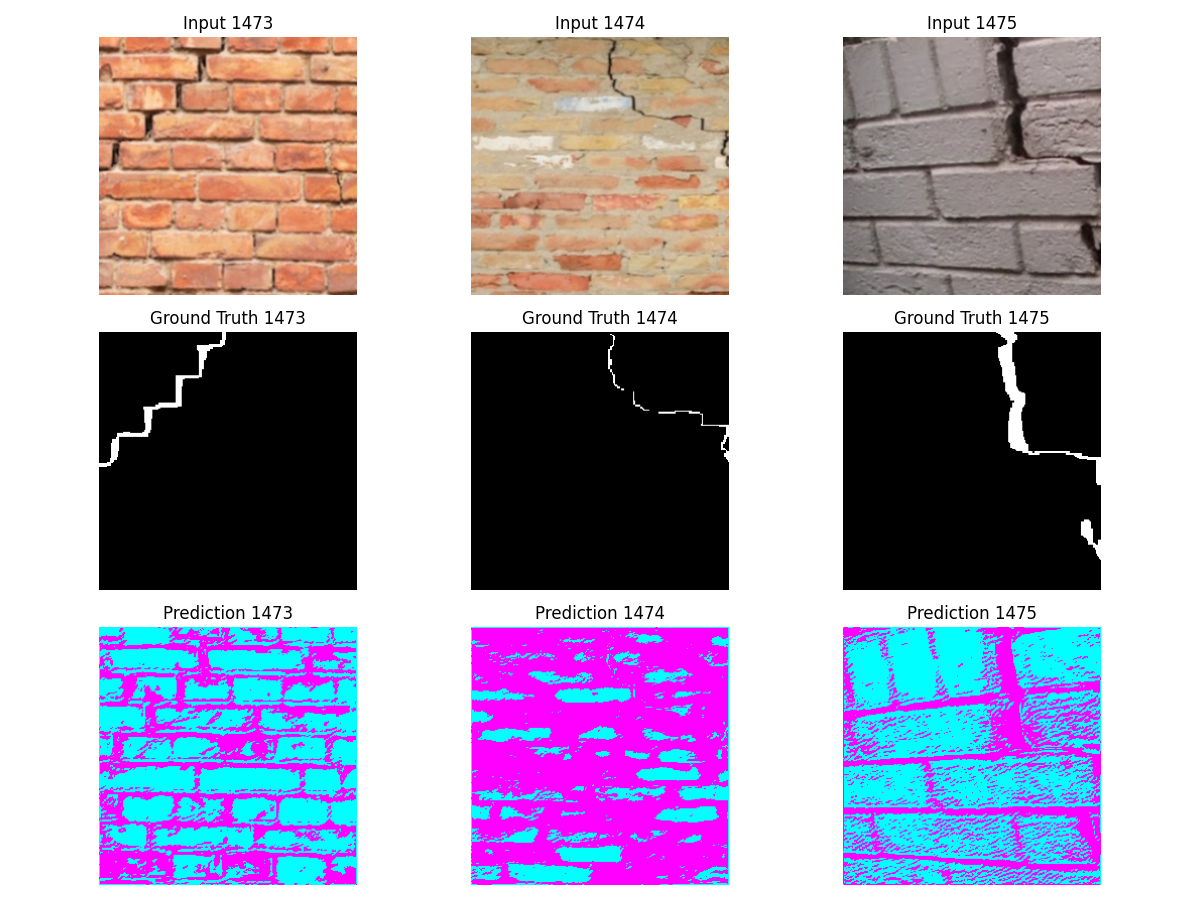 Input 1473
Input 1474
Input 1475
Ground Truth 1473
Ground Truth 1474
Ground Truth 1475
Prediction 1473
Prediction 1474
Prediction 1475